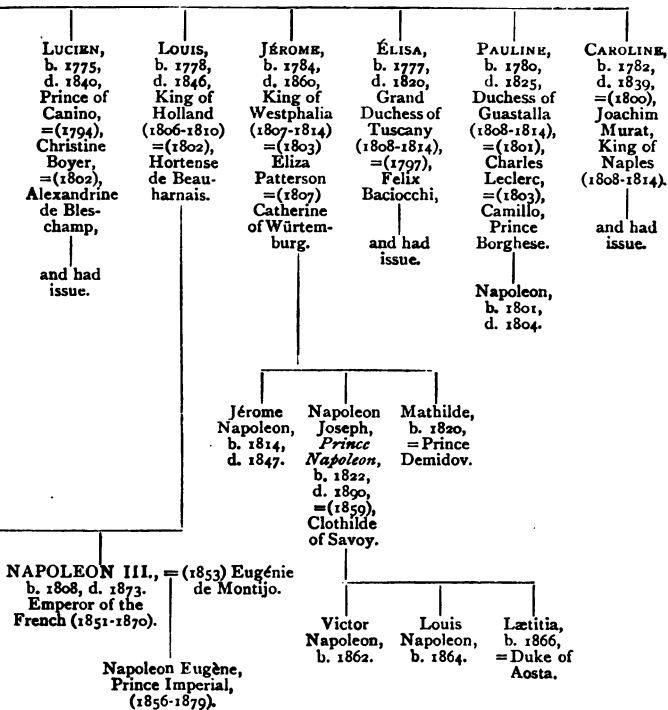 LUCIEN,
b. 1775,
d. 1840,
Prince of
Canino,
=(1794),
Christine
Boyer,
=(1802),
Alexandrine
de Bles-
champ,
and had
issue.
LOUIS,
b. 1778,
d. 1846,
King of
Holland
(1806-1810)
=(1802),
Hortense
de Beau-
harnais.
JÉROME,
b. 1784,
d. 1860,
King of
Westphalia
(1807-1814)
=(1803)
Eliza
Patterson
=(1807)
Catherine
of Würtem-
burg.
ÉLISA,
b. 1777,
d. 1820,
Grand
Duchess of
Tuscany
(1808-1814),
=(1797),
Felix
Baciocchi,
and had
issue.
PAULINE,
b. 1780,
d. 1825,
Duchess of
Guastalla
(1808-1814),
=(1801),
Charles
Leclerc,
=(1803),
Camillo,
Prince
Borghese.
Napoleon,
b. 1801,
d. 1804.
CAROLINE,
b. 1782,
d. 1839,
=(1800),
Joachim
Murat,
King of
Naples
(1808-1814).
and had
issue.
Jérome
Napoleon,
b. 1814,
d. 1847.
Napoleon
Joseph,
Prince
Napoleon,
b. 1822,
d. 1890,
=(1859),
Clothilde
of Savoy.
Mathilde,
b. 1820,
=Prince
Demidov.
NAPOLEON III., =(1853) Eugénie
b. 1808, d. 1873. de Montijo.
Emperor of the
French (1851-1870).
Napoleon Eugène,
Prince Imperial,
(1856-1879).
Victor
Napoleon,
b. 1862.
Louis
Napoleon,
b. 1864.
Lætitia,
b. 1866,
=Duke of
Aosta.